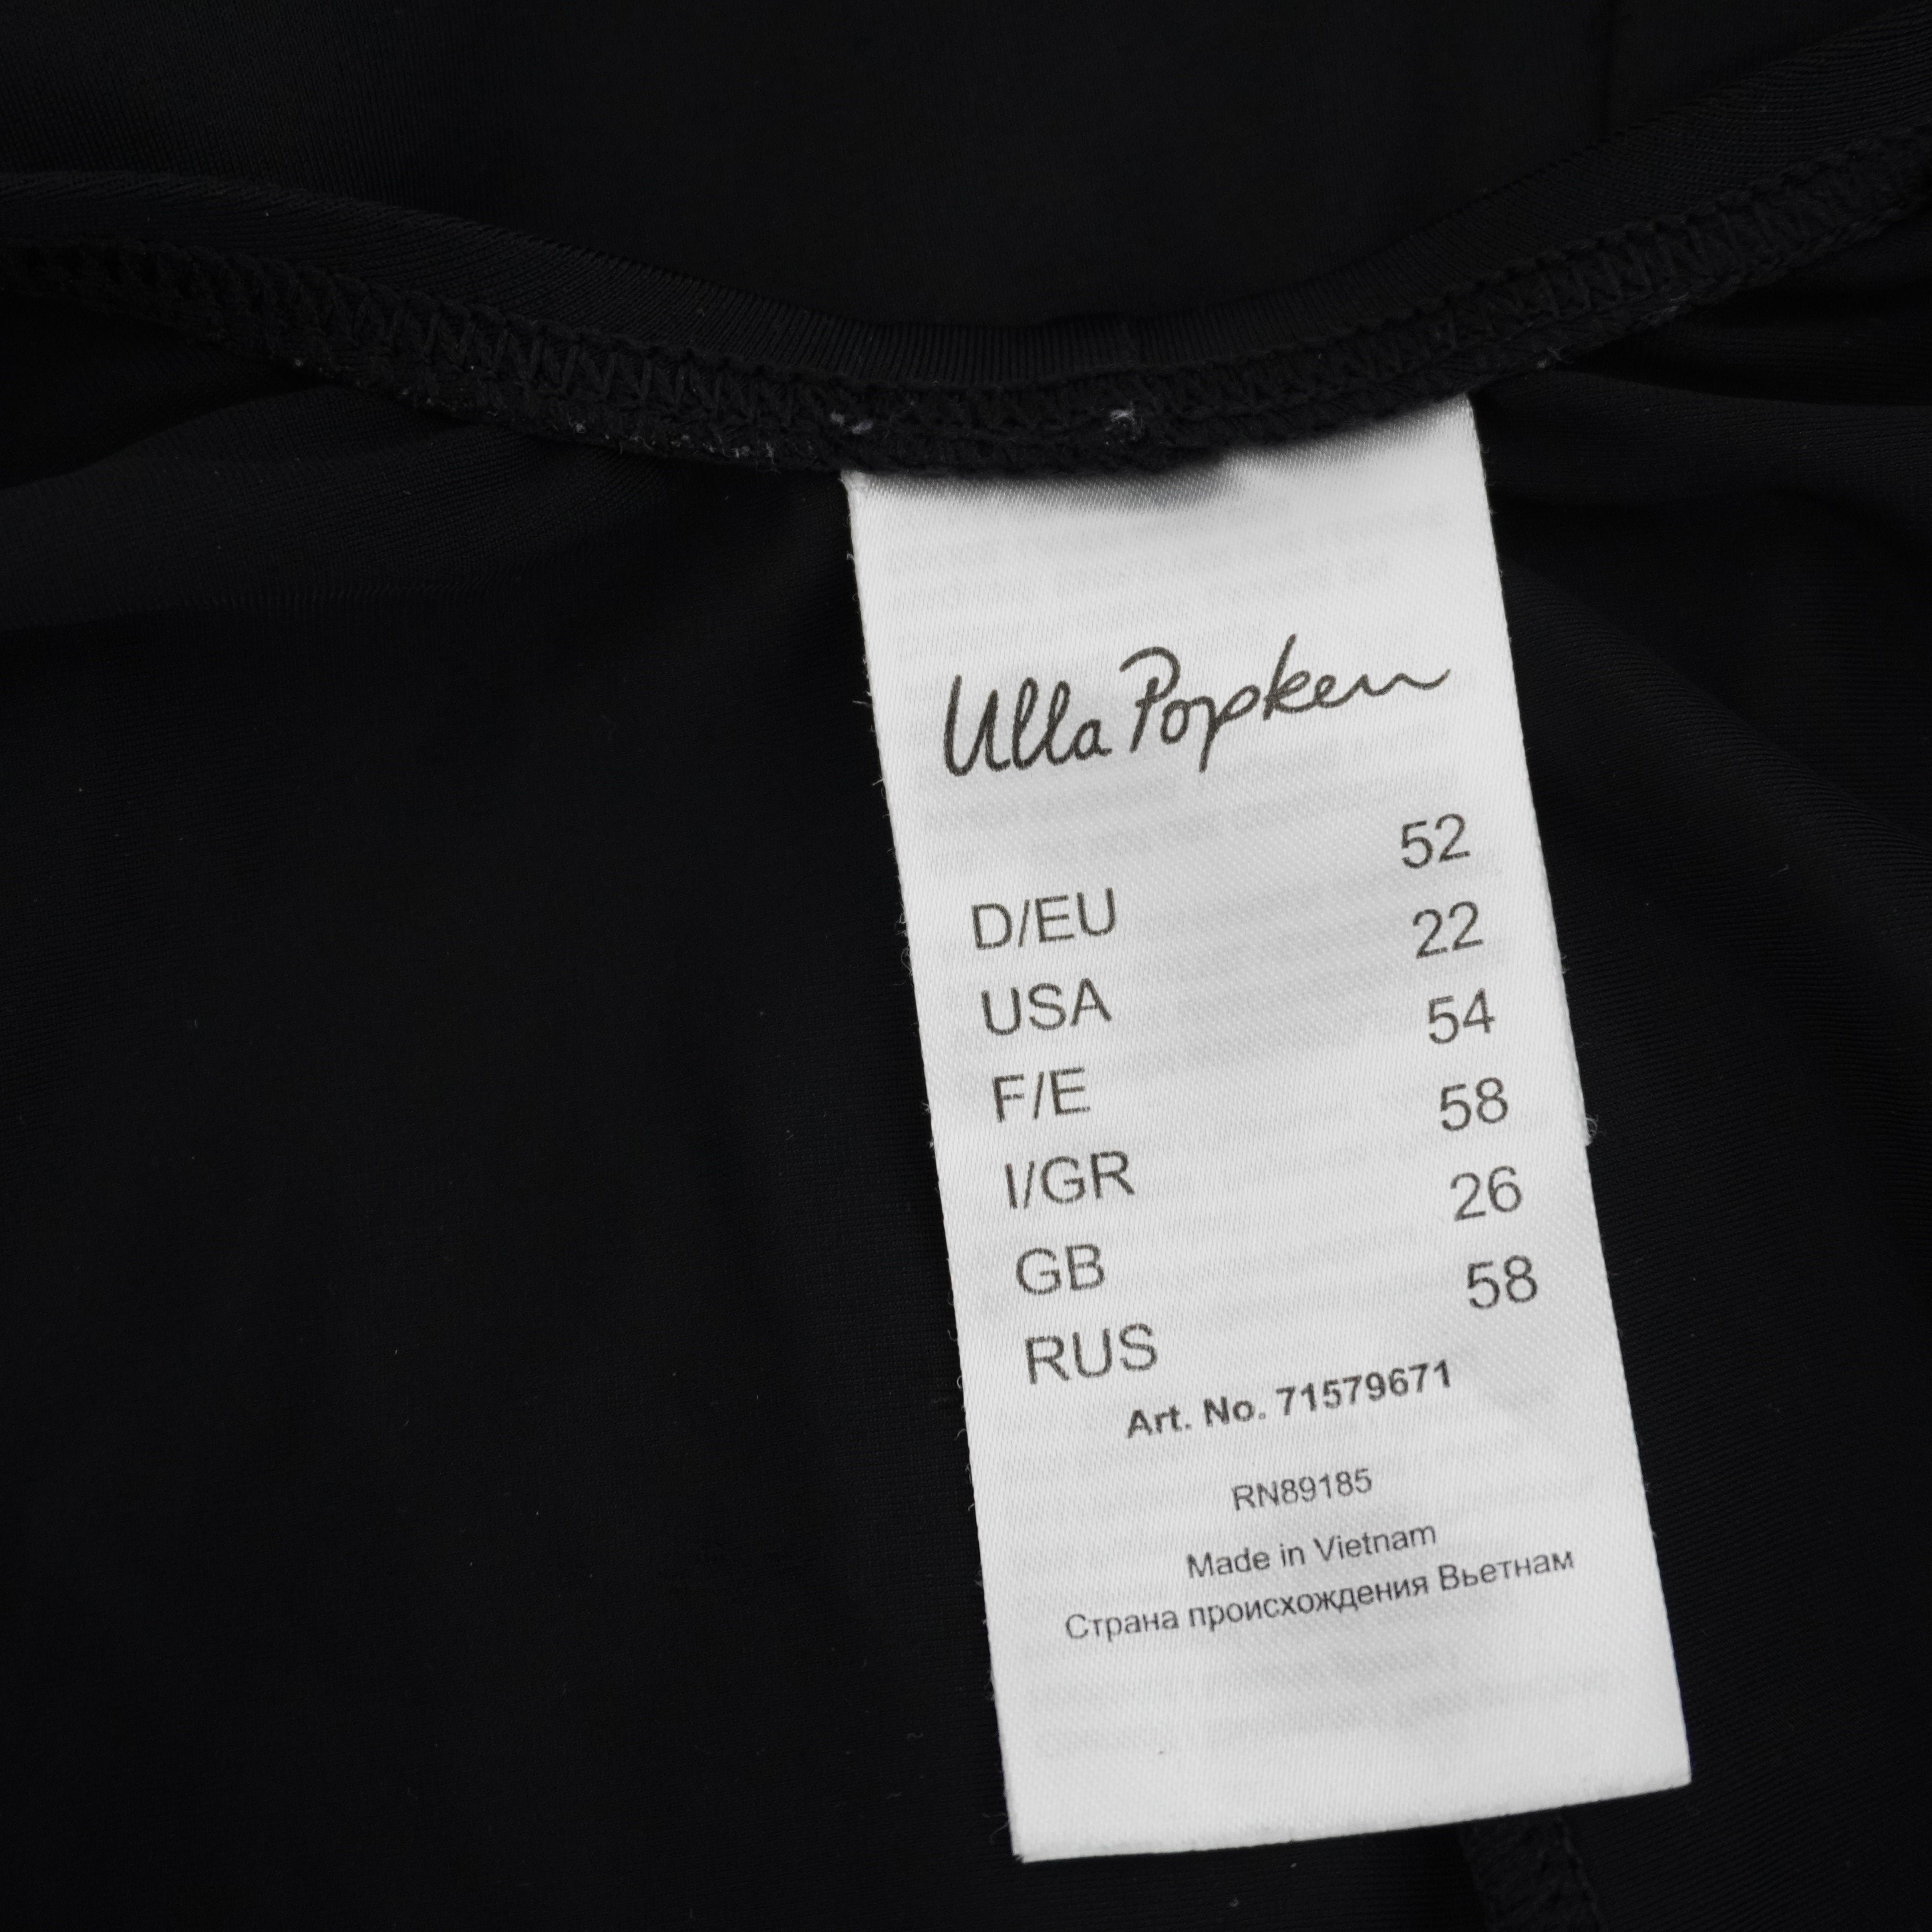 Ulla Popken
D/EU 52
USA 22
F/E 54
I/GR 58
GB 26
RUS 58
Art. No. 71579671
RN89185
Made in Vietnam
Страна происхождения Вьетнам